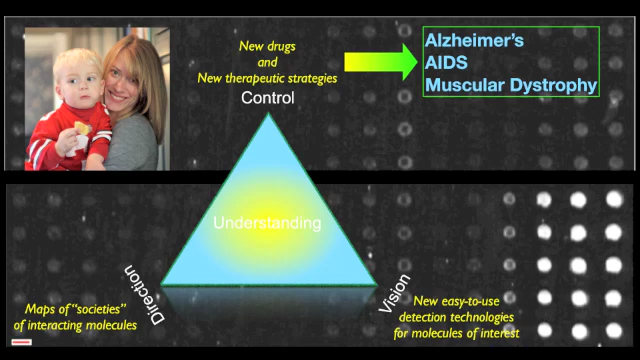 New drugs
and
New therapeutic strategies
Control
Alzheimer's
AIDS
Muscular Dystrophy
Understanding
Direction
Vision
Maps of "societies"
of interacting molecules
New easy-to-use
detection technologies
for molecules of interest